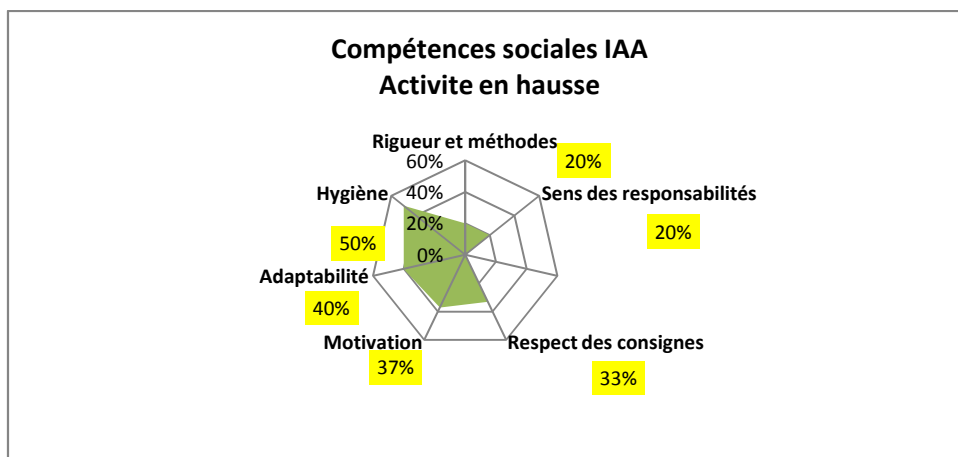 Compétences sociales IAA
Activite en hausse
Rigueur et méthodes
20%
60%
40%
20%
0%
Hygiène
50%
Sens des responsabilités
20%
Adaptabilité
40%
Motivation
37%
Respect des consignes
33%